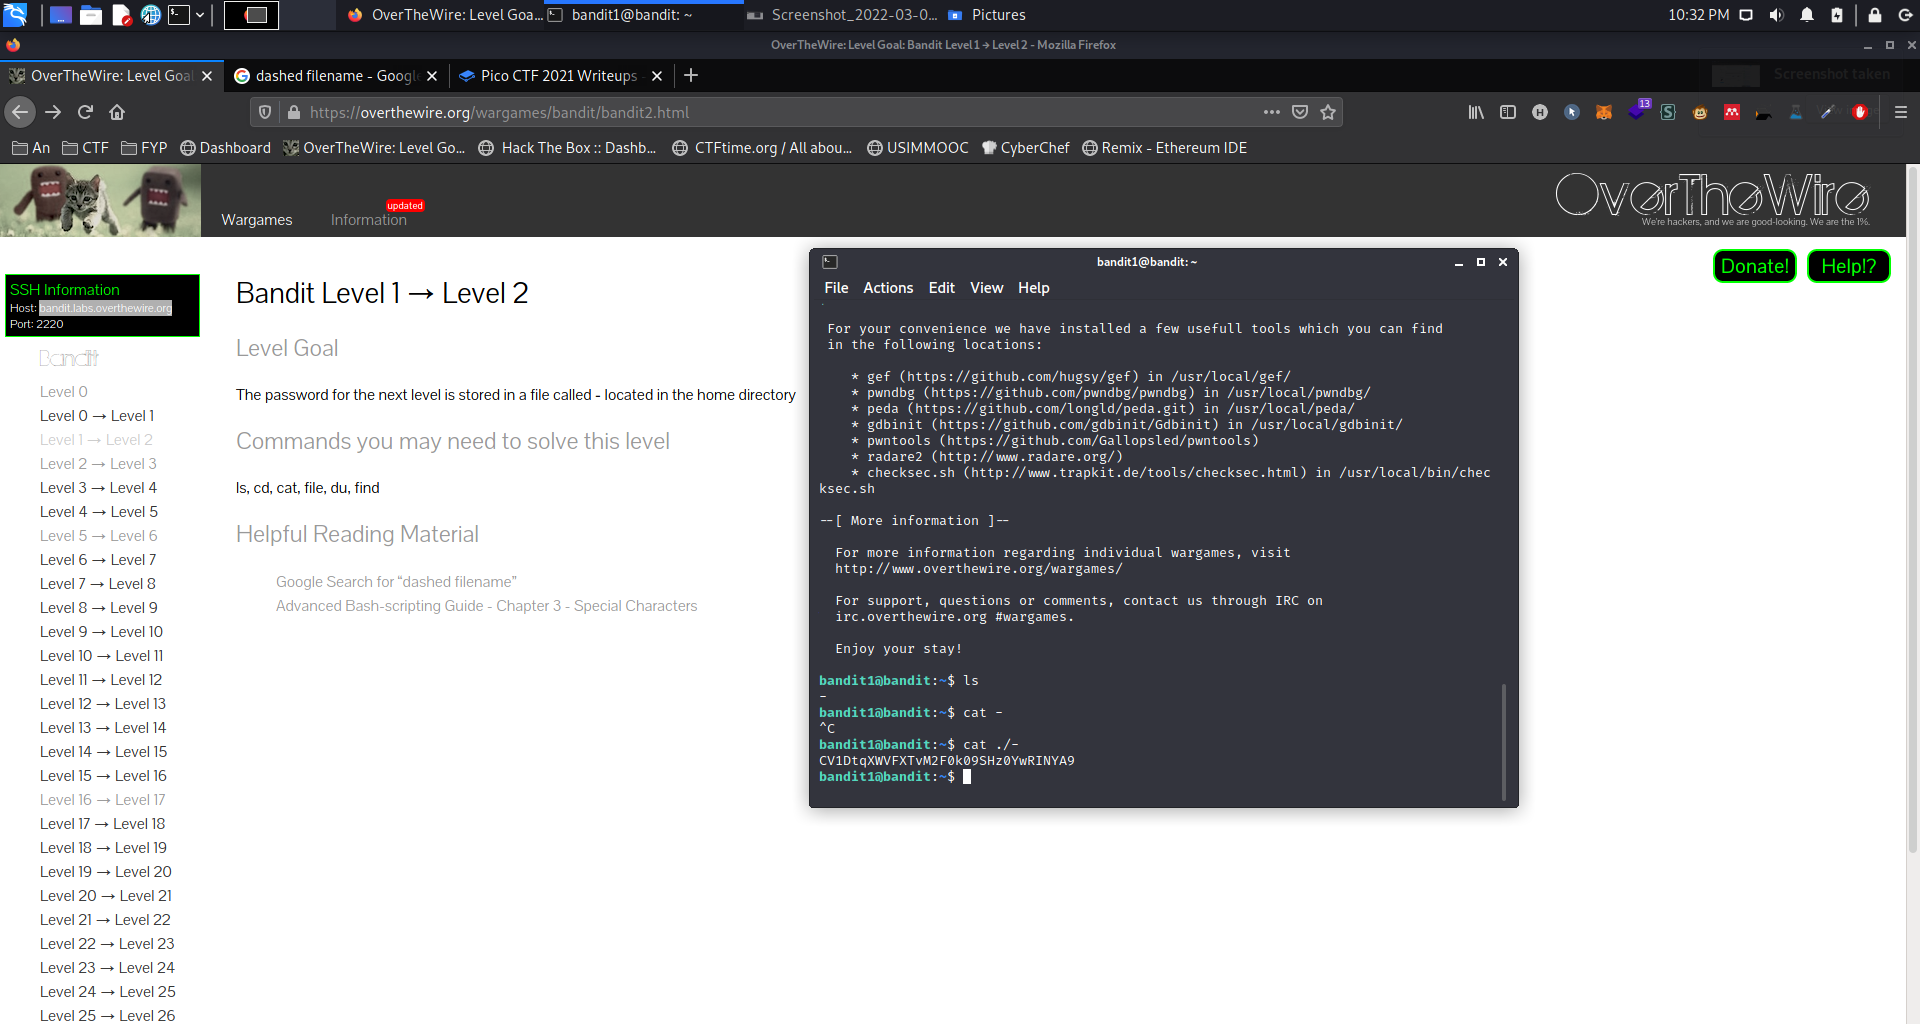 OverTheWire: Level Goa...
bandit1@bandit: ~
Screenshot_2022-03-0...
Pictures
10:32 PM
OverTheWire: Level Goal: Bandit Level 1 → Level 2 - Mozilla Firefox
OverTheWire: Level Goal
dashed filename - Google
Pico CTF 2021 Writeups
Screenshot taken
https://overthewire.org/wargames/bandit/bandit2.html
13
An
CTF
FYP
Dashboard
OverTheWire: Level Go...
Hack The Box :: Dashb...
CTFtime.org / All abou...
USIMMOOC
CyberChef
Remix - Ethereum IDE
Wargames
Information
updated
OverTheWire
We're hackers, and we are good-looking. We are the 1%.
Donate!
Help!?
SSH Information
Host: bandit.labs.overthewire.org
Port: 2220
Bandit
Level 0
Level 0 → Level 1
Level 1 → Level 2
Level 2 → Level 3
Level 3 → Level 4
Level 4 → Level 5
Level 5 → Level 6
Level 6 → Level 7
Level 7 → Level 8
Level 8 → Level 9
Level 9 → Level 10
Level 10 → Level 11
Level 11 → Level 12
Level 12 → Level 13
Level 13 → Level 14
Level 14 → Level 15
Level 15 → Level 16
Level 16 → Level 17
Level 17 → Level 18
Level 18 → Level 19
Level 19 → Level 20
Level 20 → Level 21
Level 21 → Level 22
Level 22 → Level 23
Level 23 → Level 24
Level 24 → Level 25
Level 25 → Level 26
Bandit Level 1 → Level 2
Level Goal
The password for the next level is stored in a file called - located in the home directory
Commands you may need to solve this level
ls, cd, cat, file, du, find
Helpful Reading Material
Google Search for “dashed filename”
Advanced Bash-scripting Guide - Chapter 3 - Special Characters
bandit1@bandit: ~
File Actions Edit View Help
For your convenience we have installed a few usefull tools which you can find
in the following locations:
* gef (https://github.com/hugsy/gef) in /usr/local/gef/
* pwndbg (https://github.com/pwndbg/pwndbg) in /usr/local/pwndbg/
* peda (https://github.com/longld/peda.git) in /usr/local/peda/
* gdbinit (https://github.com/gdbinit/Gdbinit) in /usr/local/gdbinit/
* pwntools (https://github.com/Gallopsled/pwntools)
* radare2 (http://www.radare.org/)
* checksec.sh (http://www.trapkit.de/tools/checksec.html) in /usr/local/bin/chec
ksec.sh
--[ More information ]--
For more information regarding individual wargames, visit
http://www.overthewire.org/wargames/
For support, questions or comments, contact us through IRC on
irc.overthewire.org #wargames.
Enjoy your stay!
bandit1@bandit:~$ ls
-
bandit1@bandit:~$ cat -
^C
bandit1@bandit:~$ cat ./-
CV1DtqXWVFXTvM2F0k09SHz0YwRINYA9
bandit1@bandit:~$